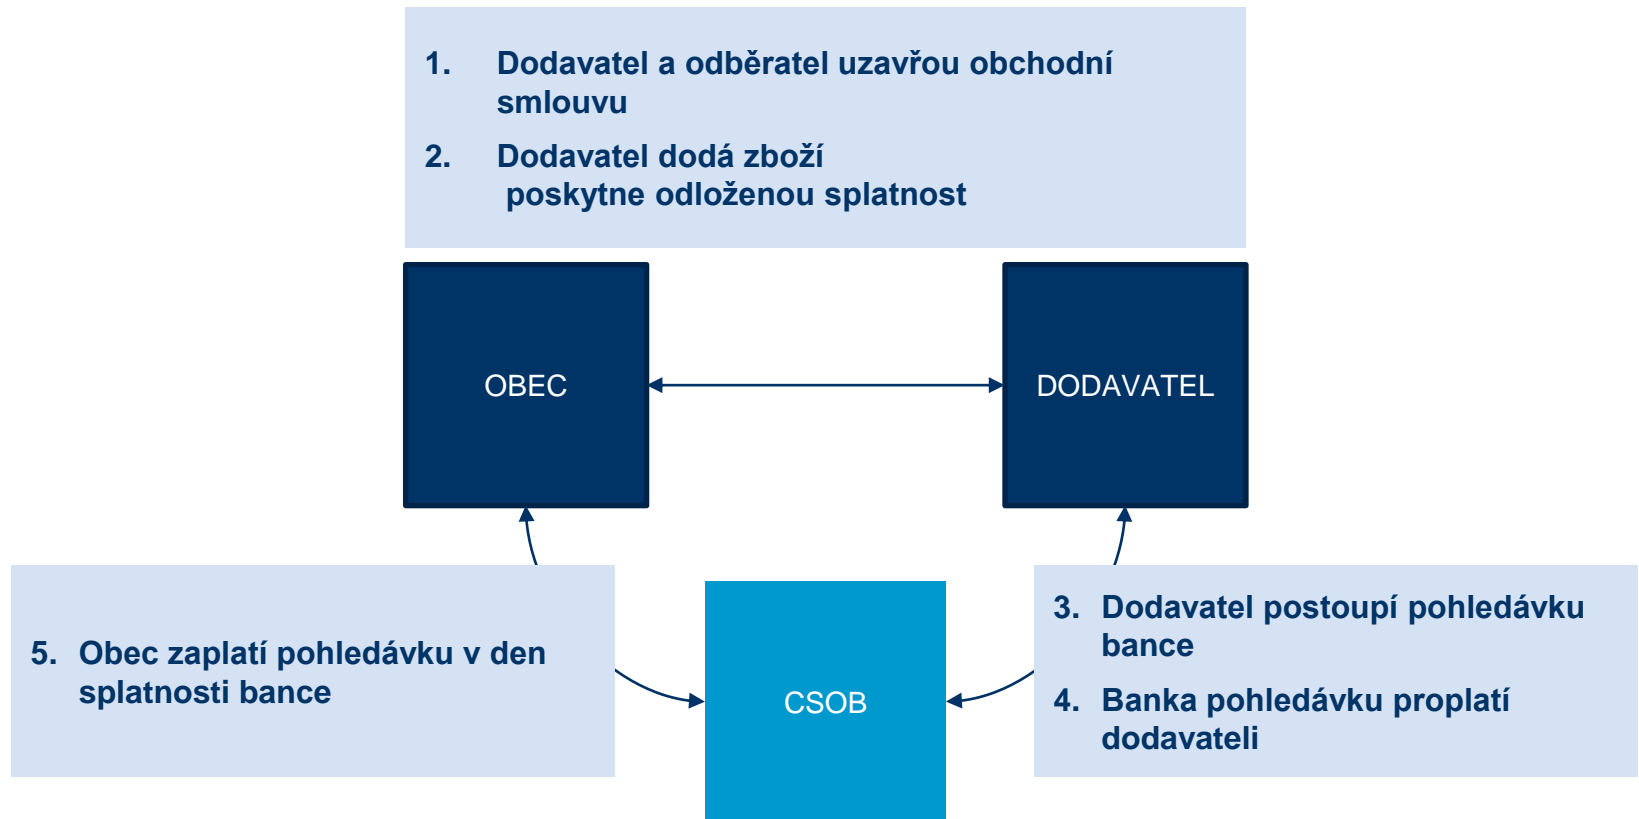 1. Dodavatel a odběratel uzavřou obchodní
smlouvu
2. Dodavatel dodá zboží
poskytne odloženou splatnost
OBEC
DODAVATEL
5. Obec zaplatí pohledávku v den
splatnosti bance
CSOB
3. Dodavatel postoupí pohledávku
bance
4. Banka pohledávku proplatí
dodavateli